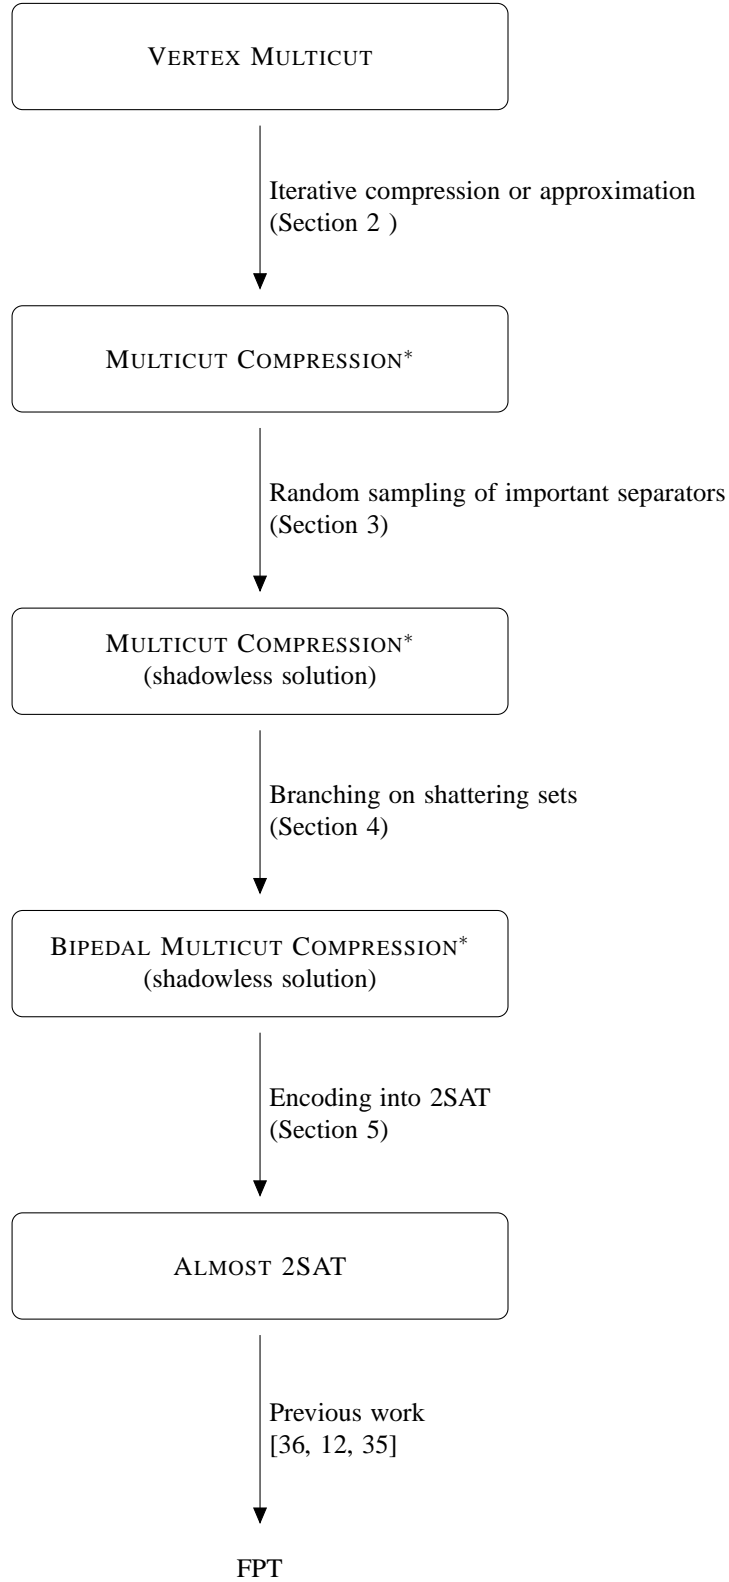 VERTEX MULTICUT
Iterative compression or approximation
(Section 2 )
MULTICUT COMPRESSION*
Random sampling of important separators
(Section 3)
MULTICUT COMPRESSION*
(shadowless solution)
Branching on shattering sets
(Section 4)
BIPEDAL MULTICUT COMPRESSION*
(shadowless solution)
Encoding into 2SAT
(Section 5)
ALMOST 2SAT
Previous work
[36, 12, 35]
FPT